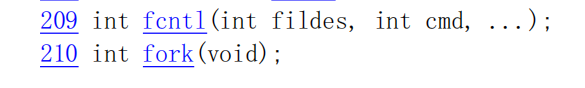 209 int fcntl(int fildes, int cmd, ...);
210 int fork(void);